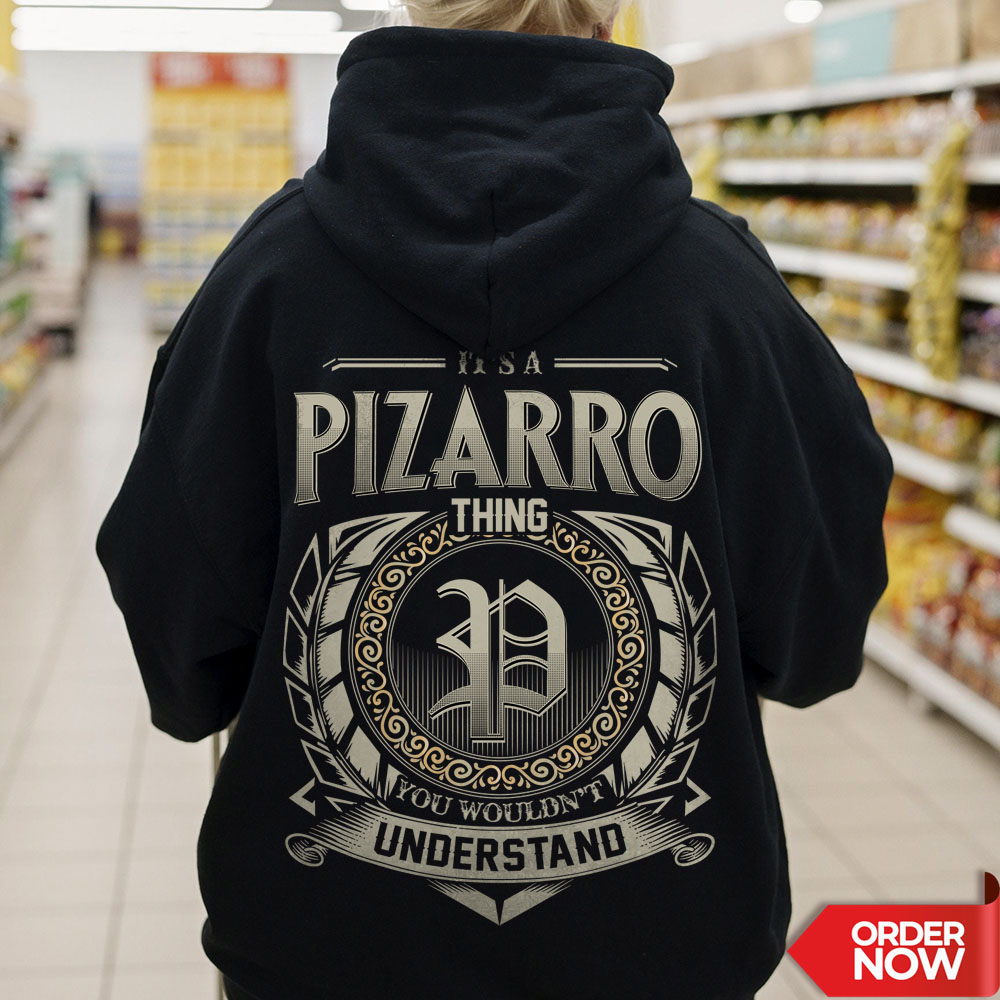 IT'S A
PIZARRO
THING
P
YOU WOULDN'T
UNDERSTAND
ORDER
NOW